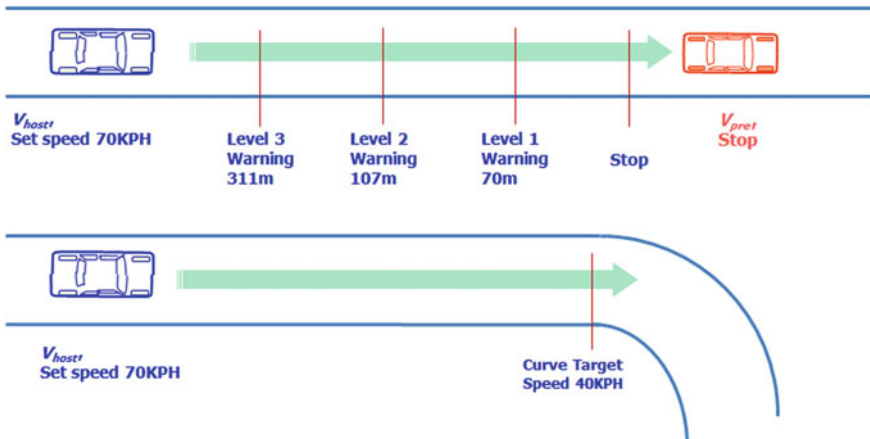 V_host,
Set speed 70KPH
Level 3
Warning
311m
Level 2
Warning
107m
Level 1
Warning
70m
Stop
V_pre,
Stop
V_host,
Set speed 70KPH
Curve Target
Speed 40KPH